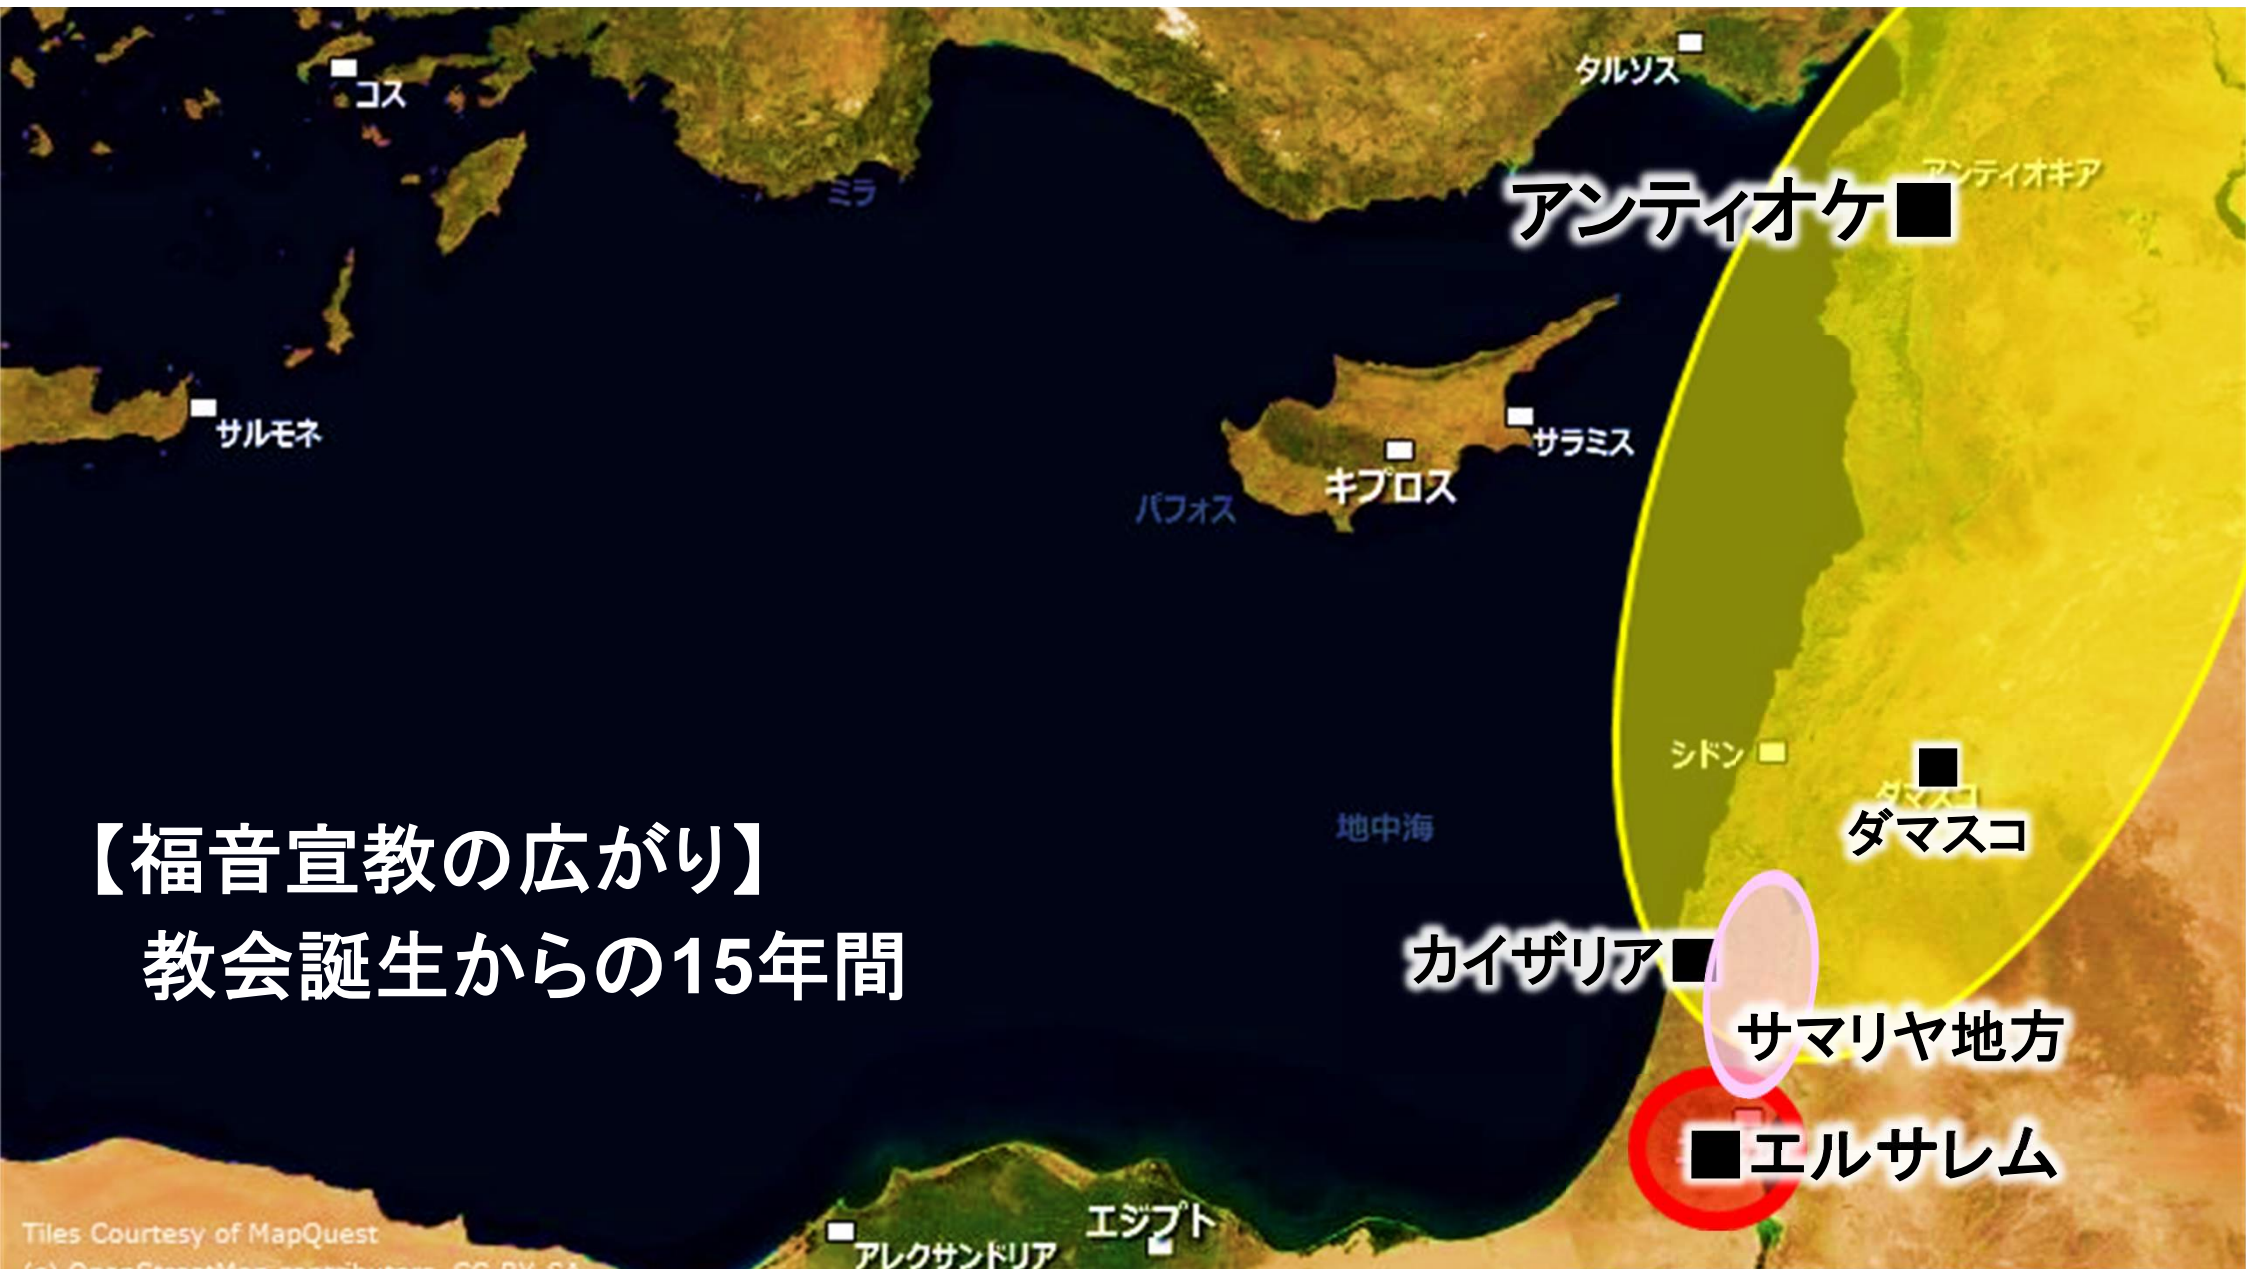 コス
タルソス
アンティオキア
ミラ
アンティオケ
サルモネ
サラミス
キプロス
パフォス
シドン
ダマスコ
ダマスコ
地中海
【福音宣教の広がり】
教会誕生からの15年間
カイザリア
サマリヤ地方
エルサレム
エジプト
アレクサンドリア
Tiles Courtesy of MapQuest